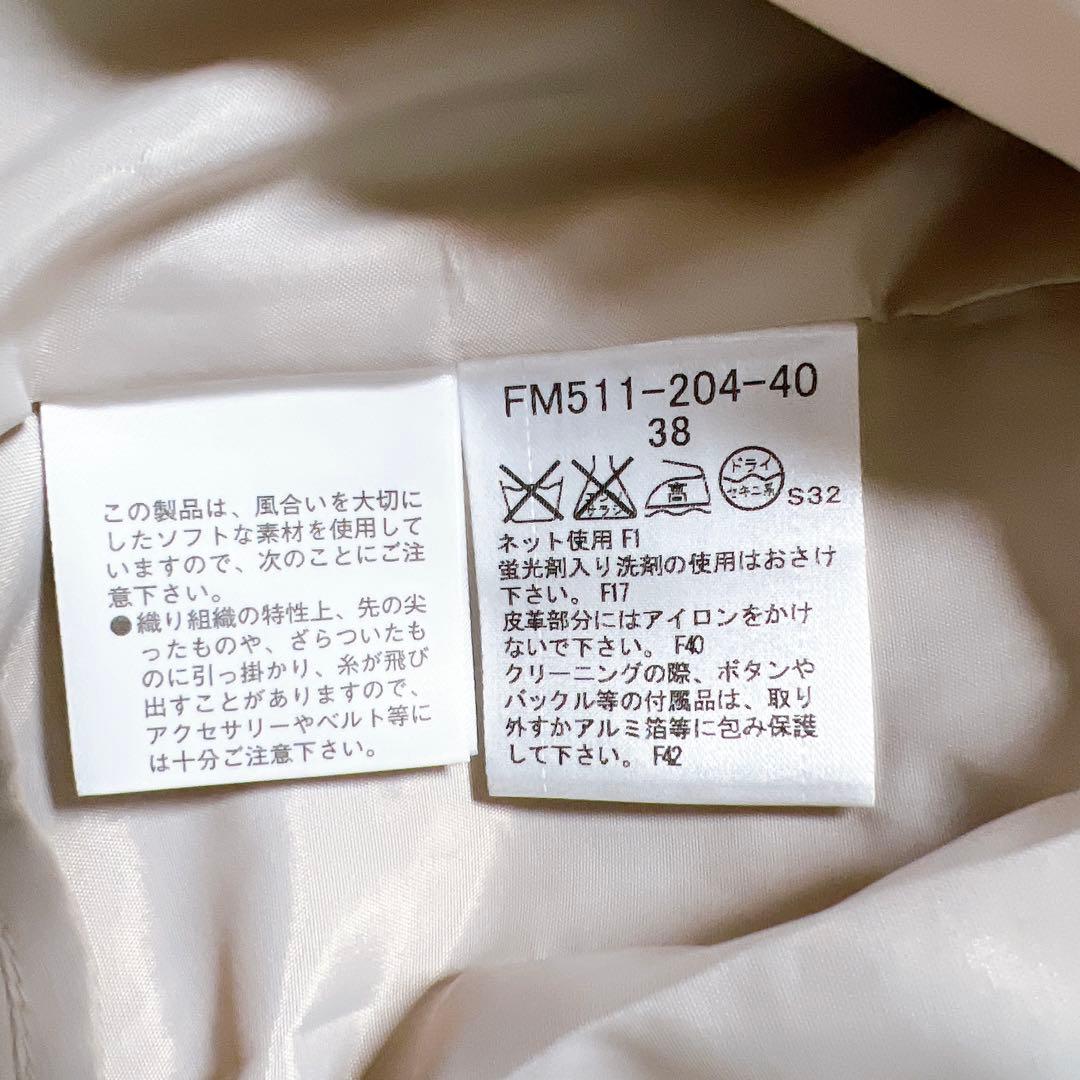 この製品は、風合いを大切に
したソフトな素材を使用して
いますので、次のことにご注
意下さい。
●織り組織の特性上、先の尖
ったものや、ざらついたも
のに引っ掛かり、糸が飛び
出すことがありますので、
アクセサリーやベルト等に
は十分ご注意下さい。
FM511-204-40
38
エンソ
サラシ
高
ドライ
セキユ系
S32
ネット使用 F1
蛍光剤入り洗剤の使用はおさけ
下さい。 F17
皮革部分にはアイロンをかけ
ないで下さい。 F40
クリーニングの際、ボタンや
バックル等の付属品は、取り
外すかアルミ箔等に包み保護
して下さい。 F42